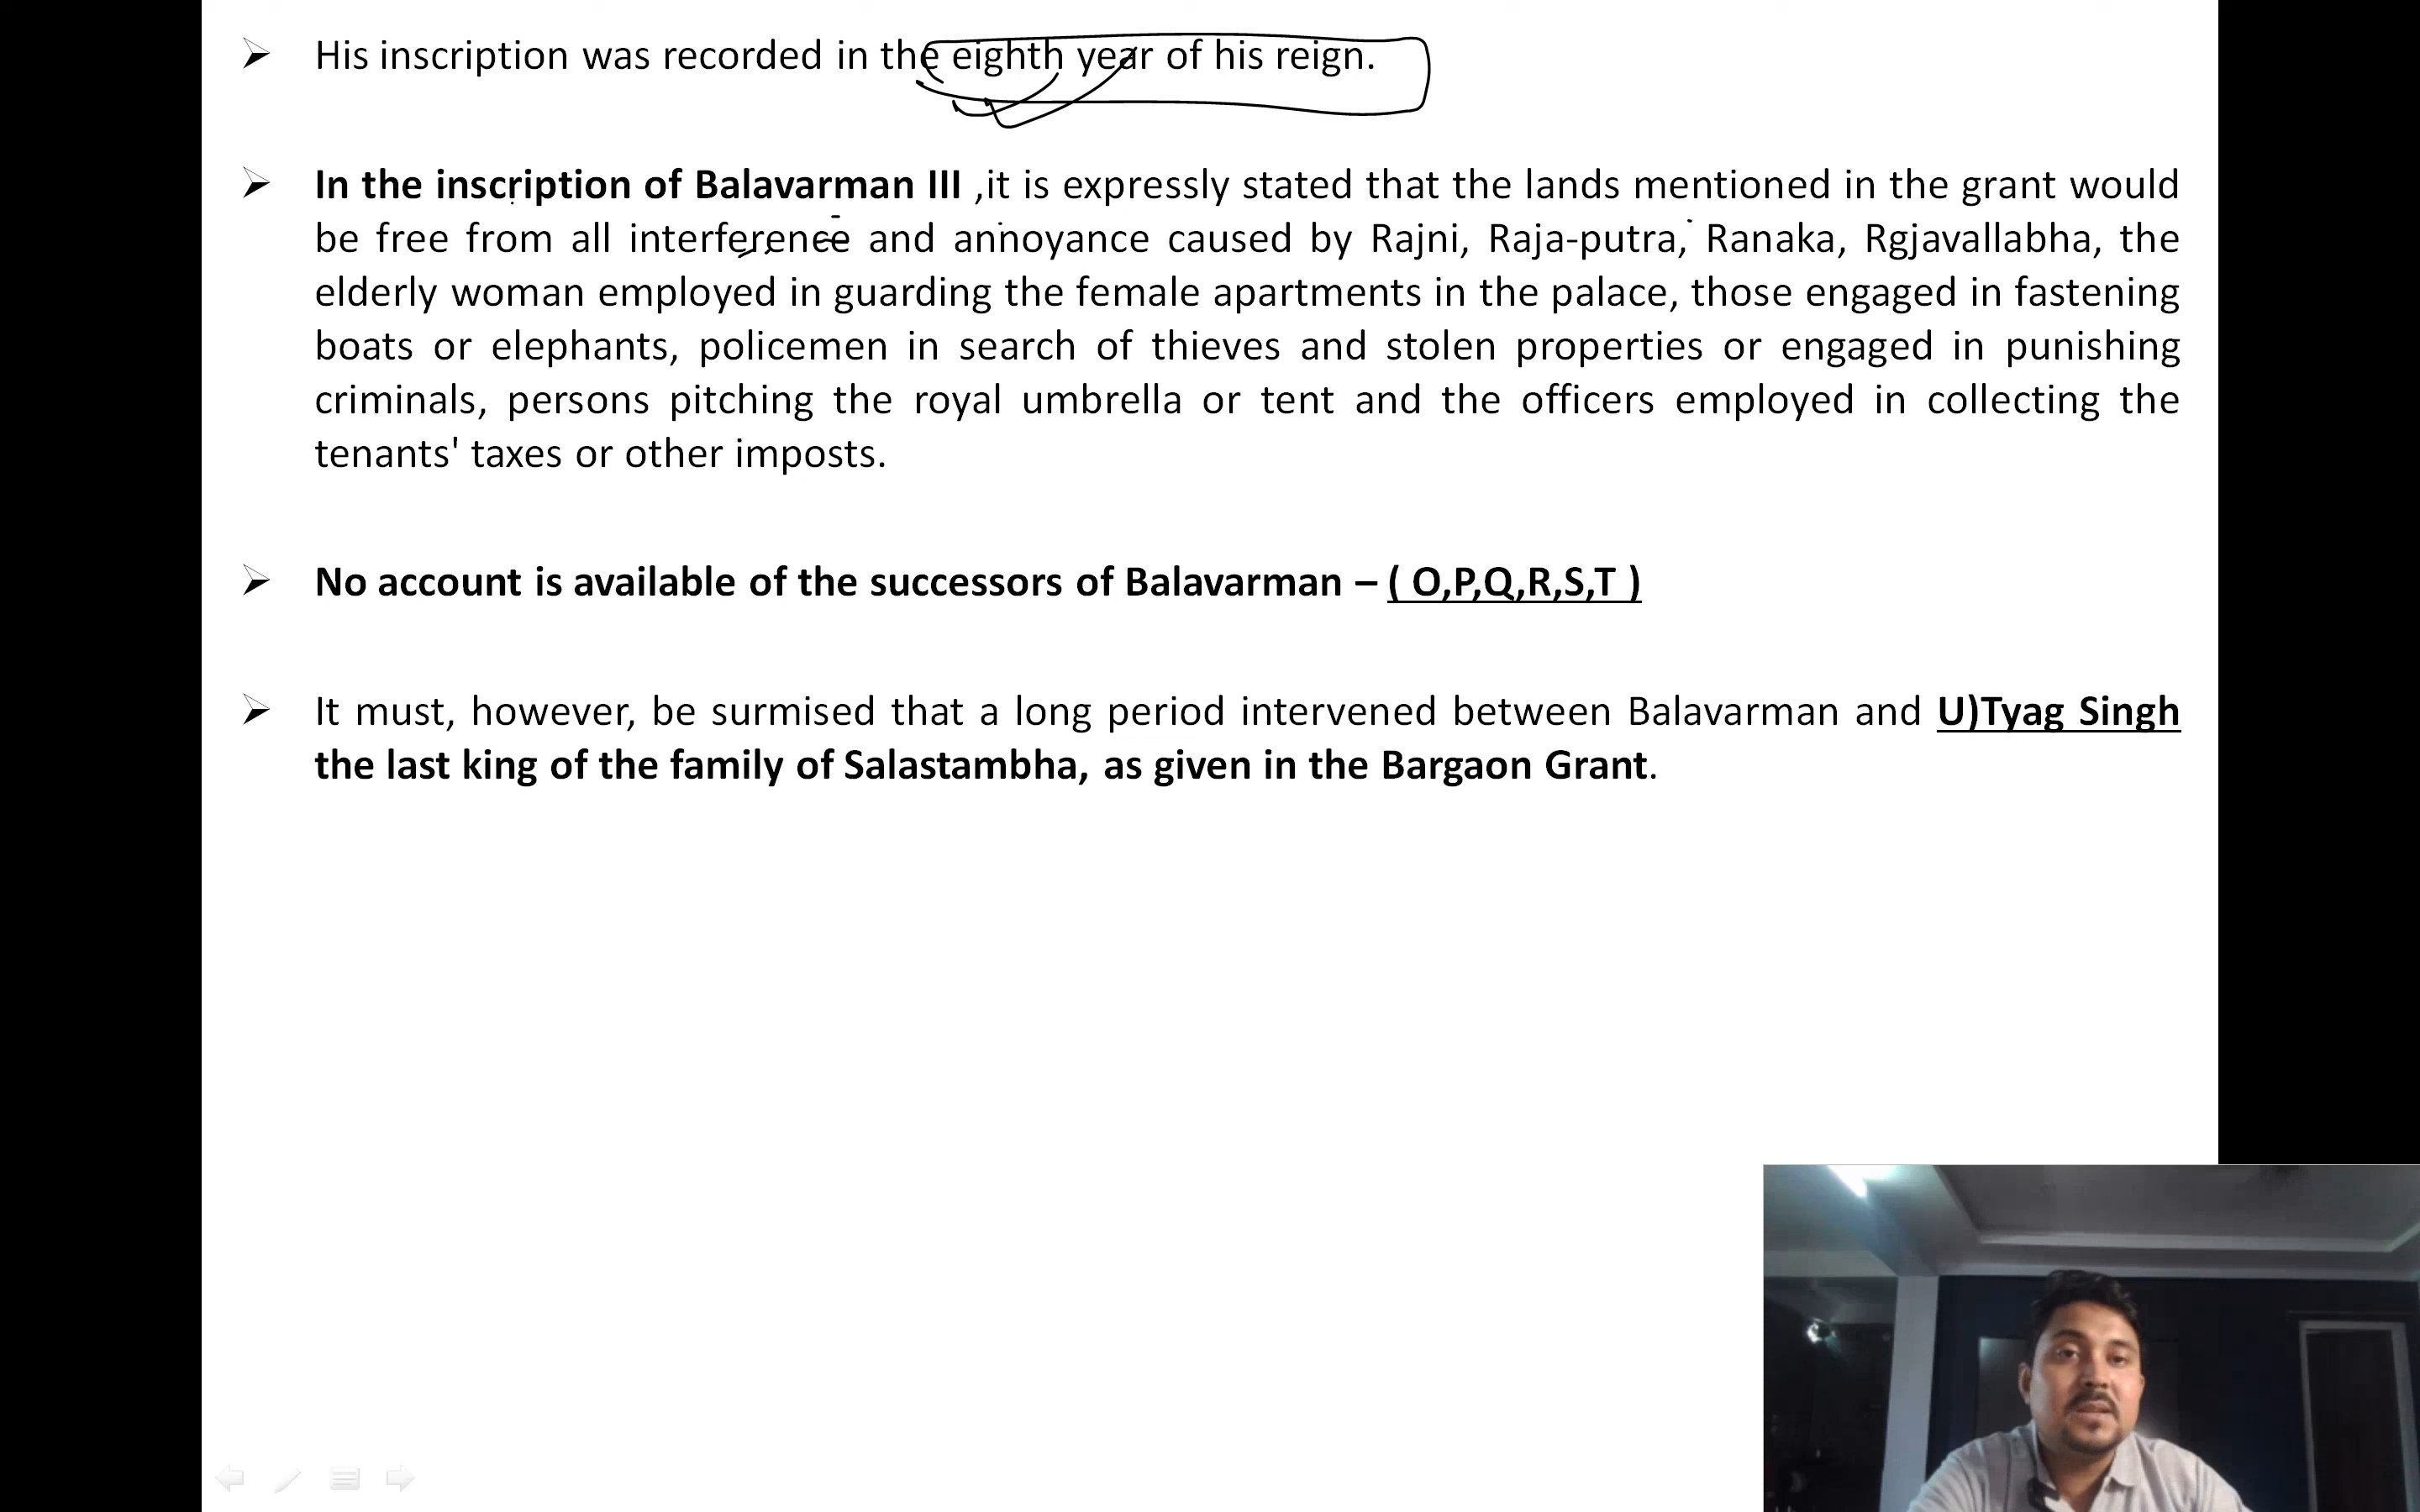 ➢ His inscription was recorded in the eighth year of his reign.
➢ In the inscription of Balavarman III ,it is expressly stated that the lands mentioned in the grant would
be free from all interference and annoyance caused by Rajni, Raja-putra, Ranaka, Rgjavallabha, the
elderly woman employed in guarding the female apartments in the palace, those engaged in fastening
boats or elephants, policemen in search of thieves and stolen properties or engaged in punishing
criminals, persons pitching the royal umbrella or tent and the officers employed in collecting the
tenants' taxes or other imposts.
➢ No account is available of the successors of Balavarman – ( O,P,Q,R,S,T )
➢ It must, however, be surmised that a long period intervened between Balavarman and U)Tyag Singh
the last king of the family of Salastambha, as given in the Bargaon Grant.